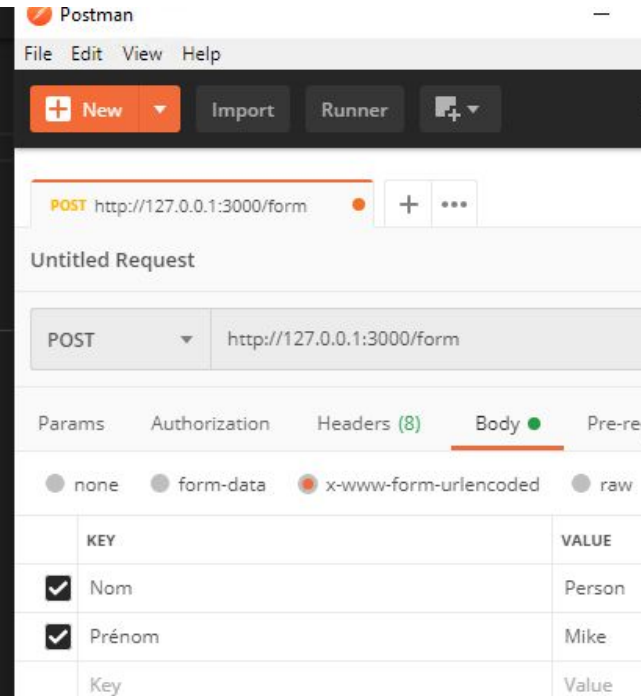 Postman
File Edit View Help
New Import Runner
POST http://127.0.0.1:3000/form
Untitled Request
POST http://127.0.0.1:3000/form
Params Authorization Headers (8) Body Pre-re
none form-data x-www-form-urlencoded raw
KEY VALUE
Nom Person
Prénom Mike
Key Value